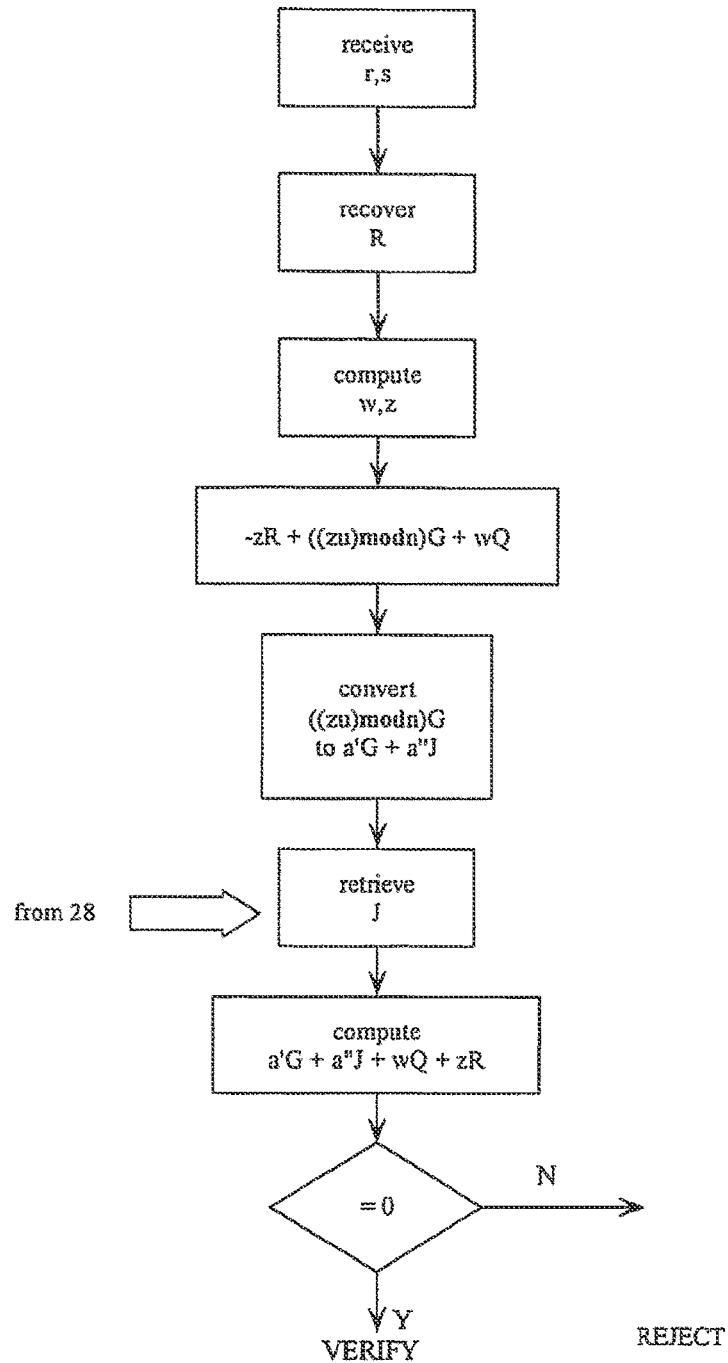 receive
r,s
recover
R
compute
w,z
-zR + ((zu)modn)G + wQ
convert
((zu)modn)G
to a'G + a"J
from 28
retrieve
J
compute
a'G + a"J + wQ + zR
= 0
N
Y
VERIFY
REJECT